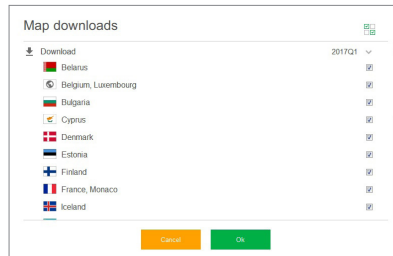 Map downloads
Download 2017Q1
Belarus
Belgium, Luxembourg
Bulgaria
Cyprus
Denmark
Estonia
Finland
France, Monaco
Iceland
Cancel Ok